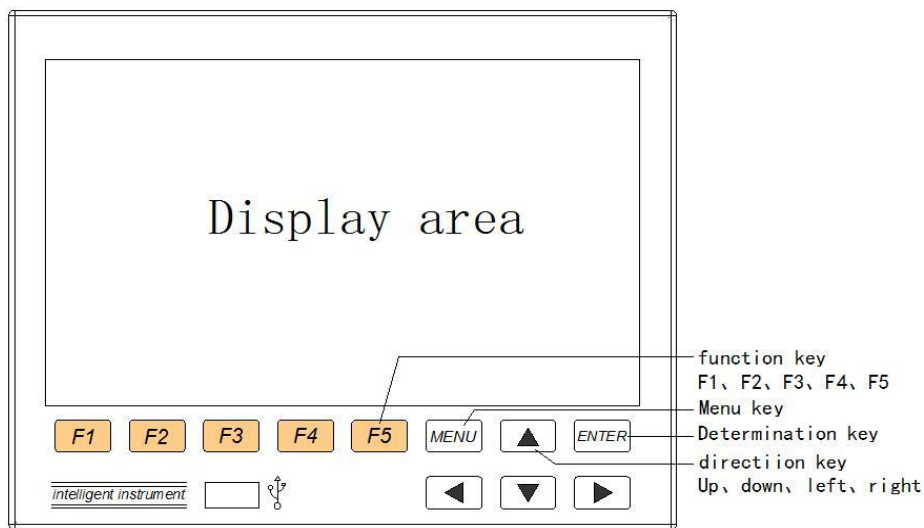 Display area
function key
F1、F2、F3、F4、F5
Menu key
F1 F2 F3 F4 F5 MENU ENTER
Determination key
directiion key
Up、down、left、right
intelligent instrument